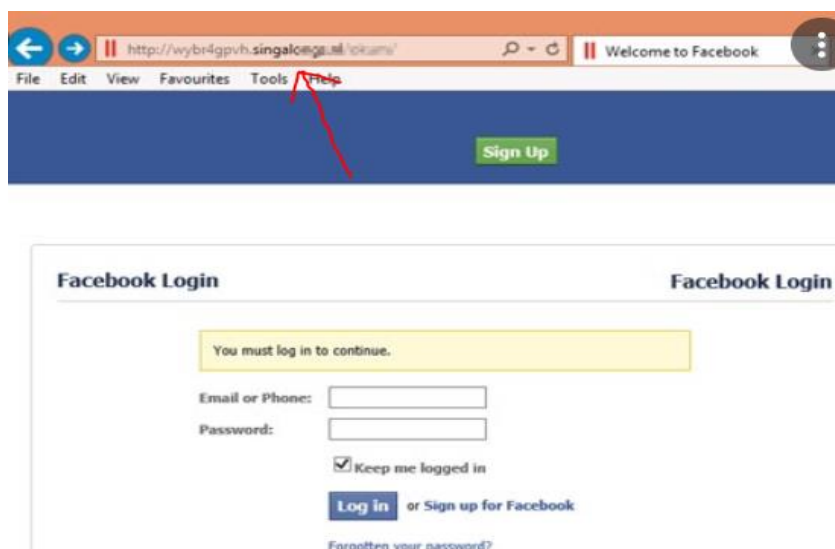 http://wybr4gpvh.
Welcome to Facebook
File Edit View Favourites Tools Help
Sign Up
Facebook Login Facebook Login
You must log in to continue.
Email or Phone:
Password:
Keep me logged in
Log in or Sign up for Facebook
Forgotten your password?